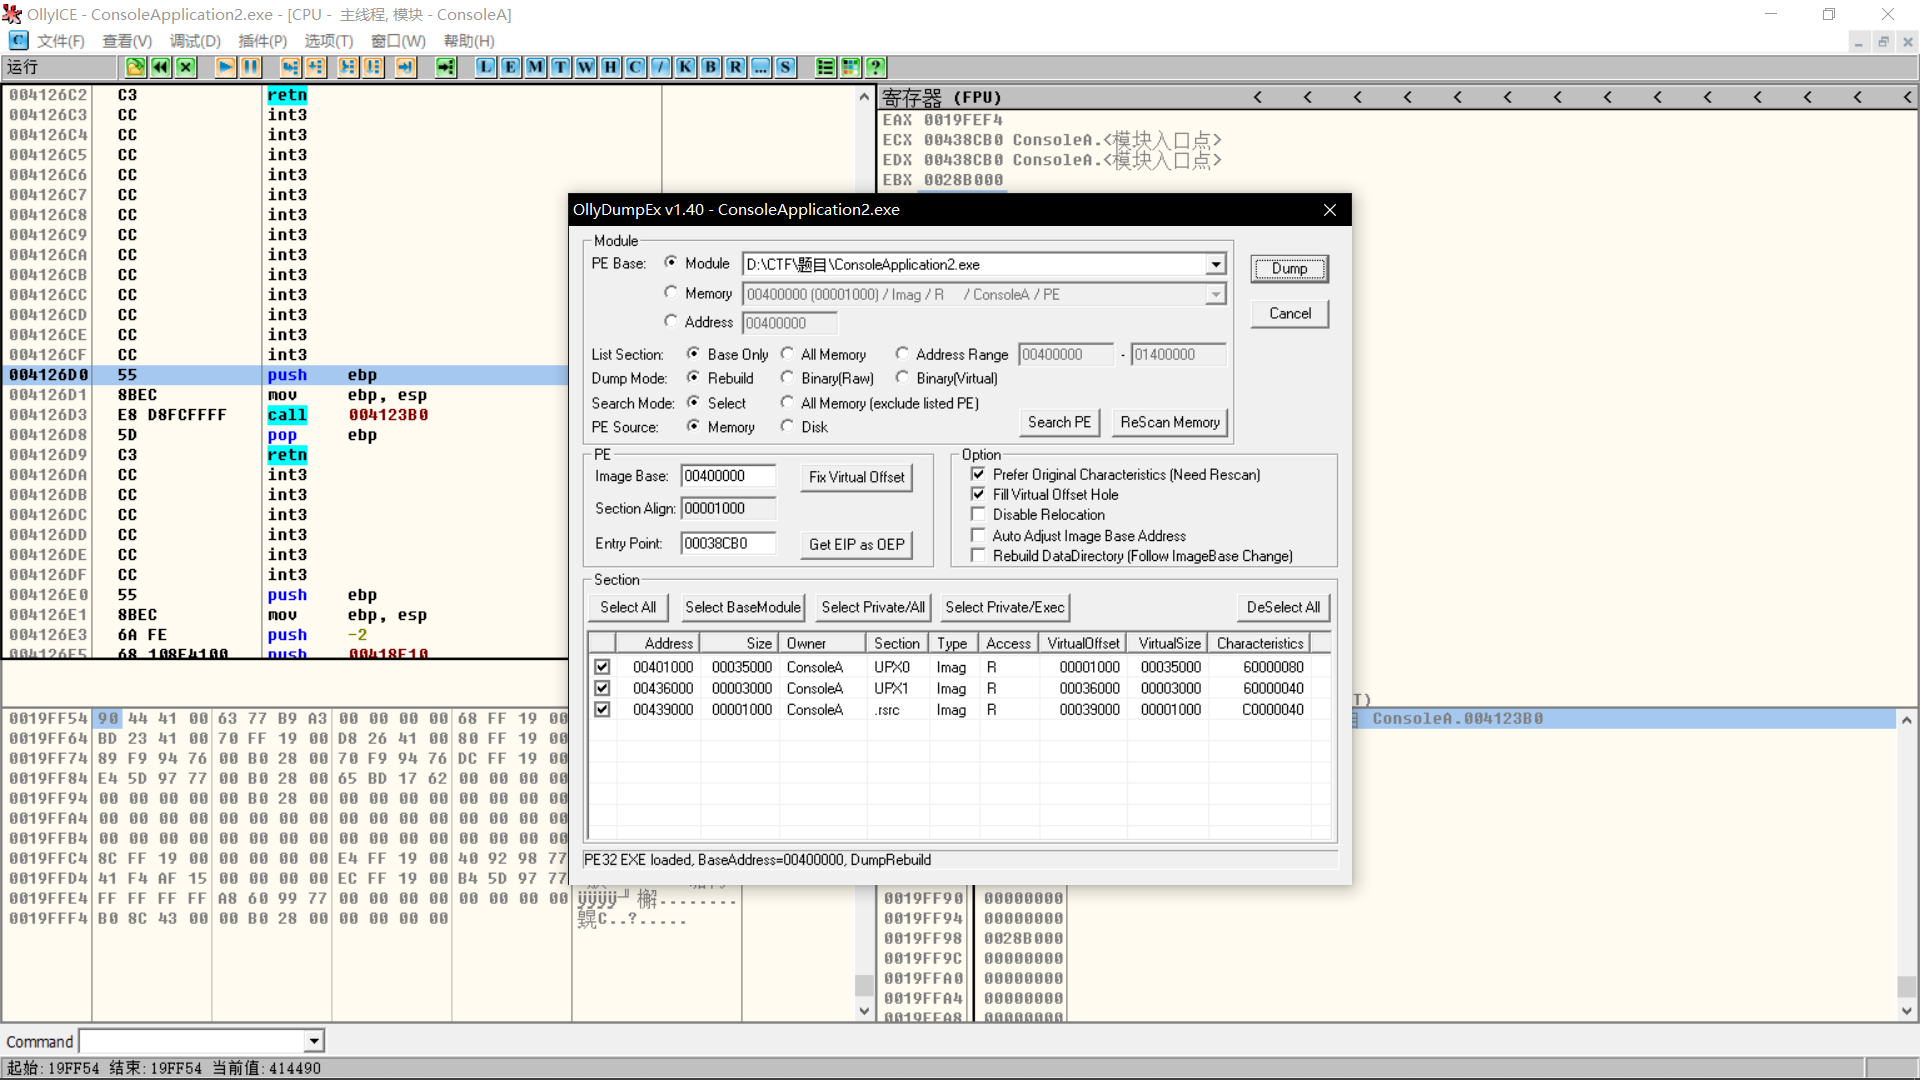 OllyICE - ConsoleApplication2.exe - [CPU - 主线程, 模块 - ConsoleA]
文件(F) 查看(V) 调试(D) 插件(P) 选项(T) 窗口(W) 帮助(H)
运行 L E M T W H C / K B R ... S ?
004126C2 C3 retn
004126C3 CC int3
004126C4 CC int3
004126C5 CC int3
004126C6 CC int3
004126C7 CC int3
004126C8 CC int3
004126C9 CC int3
004126CA CC int3
004126CB CC int3
004126CC CC int3
004126CD CC int3
004126CE CC int3
004126CF CC int3
004126D0 55 push ebp
004126D1 8BEC mov ebp, esp
004126D3 E8 D8FCFFFF call 004123B0
004126D8 5D pop ebp
004126D9 C3 retn
004126DA CC int3
004126DB CC int3
004126DC CC int3
004126DD CC int3
004126DE CC int3
004126DF CC int3
004126E0 55 push ebp
004126E1 8BEC mov ebp, esp
004126E3 6A FE push -2
004126E5 68 108E4100 push 00418E10
寄存器 (FPU) < < < < < < < < < < < < < <
EAX 0019FEF4
ECX 00438CB0 ConsoleA.<模块入口点>
EDX 00438CB0 ConsoleA.<模块入口点>
EBX 0028B000
OllyDumpEx v1.40 - ConsoleApplication2.exe
Module
PE Base: Module D:\CTF\题目\ConsoleApplication2.exe
Dump
Memory 00400000 (00001000) / Imag / R / ConsoleA / PE
Cancel
Address 00400000
List Section: Base Only All Memory Address Range 00400000 - 01400000
Dump Mode: Rebuild Binary(Raw) Binary(Virtual)
Search Mode: Select All Memory (exclude listed PE)
PE Source: Memory Disk Search PE ReScan Memory
PE
Image Base: 00400000 Fix Virtual Offset
Section Align: 00001000
Entry Point: 00038CB0 Get EIP as OEP
Option
Prefer Original Characteristics (Need Rescan)
Fill Virtual Offset Hole
Disable Relocation
Auto Adjust Image Base Address
Rebuild DataDirectory (Follow ImageBase Change)
Section
Select All Select BaseModule Select Private/All Select Private/Exec DeSelect All
Address Size Owner Section Type Access VirtualOffset VirtualSize Characteristics
00401000 00035000 ConsoleA UPX0 Imag R 00001000 00035000 60000080
00436000 00003000 ConsoleA UPX1 Imag R 00036000 00003000 60000040
00439000 00001000 ConsoleA .rsrc Imag R 00039000 00001000 C0000040
PE32 EXE loaded, BaseAddress=00400000, DumpRebuild
T)
ConsoleA.004123B0
0019FF54 90 44 41 00 63 77 B9 A3 00 00 00 00 68 FF 19 00
0019FF64 BD 23 41 00 70 FF 19 00 D8 26 41 00 80 FF 19 00
0019FF74 89 F9 94 76 00 B0 28 00 70 F9 94 76 DC FF 19 00
0019FF84 E4 5D 97 77 00 B0 28 00 65 BD 17 62 00 00 00 00
0019FF94 00 00 00 00 00 B0 28 00 00 00 00 00 00 00 00 00
0019FFA4 00 00 00 00 00 00 00 00 00 00 00 00 00 00 00 00
0019FFB4 00 00 00 00 00 00 00 00 00 00 00 00 00 00 00 00
0019FFC4 8C FF 19 00 00 00 00 00 E4 FF 19 00 40 92 98 77
0019FFD4 41 F4 AF 15 00 00 00 00 EC FF 19 00 B4 5D 97 77
0019FFE4 FF FF FF FF A8 60 99 77 00 00 00 00 00 00 00 00
0019FFF4 B0 8C 43 00 00 B0 28 00 00 00 00 00
0019FF90 00000000
0019FF94 00000000
0019FF98 0028B000
0019FF9C 00000000
0019FFA0 00000000
0019FFA4 00000000
0019FFA8 00000000
Command
起始:19FF54 结束:19FF54 当前值:414490